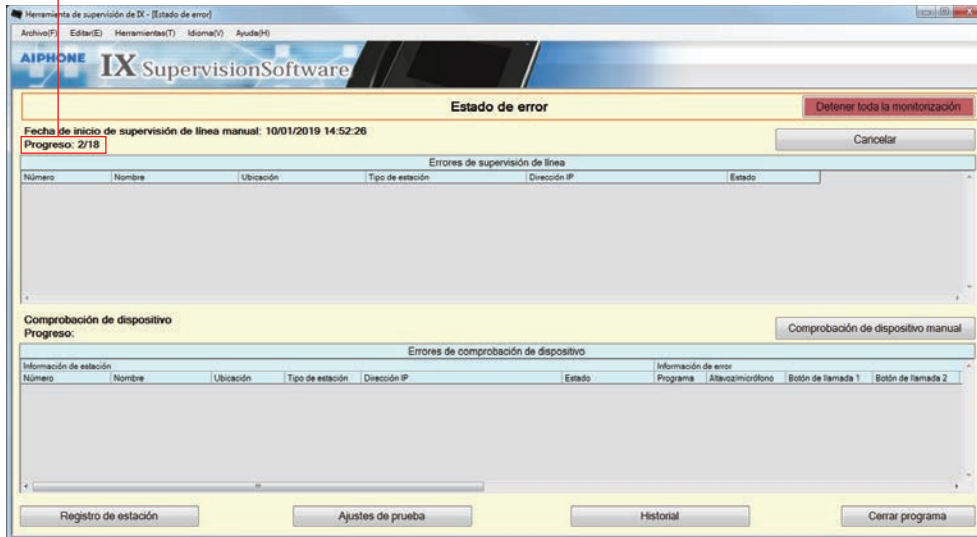 Herramienta de supervisión de IX - [Estado de error]
Archivo(F) Editar(E) Herramientas(T) Idioma(V) Ayuda(H)
AIPHONE IX SupervisionSoftware
Estado de error
Detener toda la monitorización
Fecha de inicio de supervisión de línea manual: 10/01/2019 14:52:26
Progreso: 2/18
Cancelar
Errores de supervisión de línea
Número Nombre Ubicación Tipo de estación Dirección IP Estado
Comprobación de dispositivo
Progreso:
Comprobación de dispositivo manual
Errores de comprobación de dispositivo
Información de estación Información de error
Número Nombre Ubicación Tipo de estación Dirección IP Estado Programa Altavoz/micrófono Botón de llamada 1 Botón de llamada 2
Registro de estación Ajustes de prueba Historial Cerrar programa